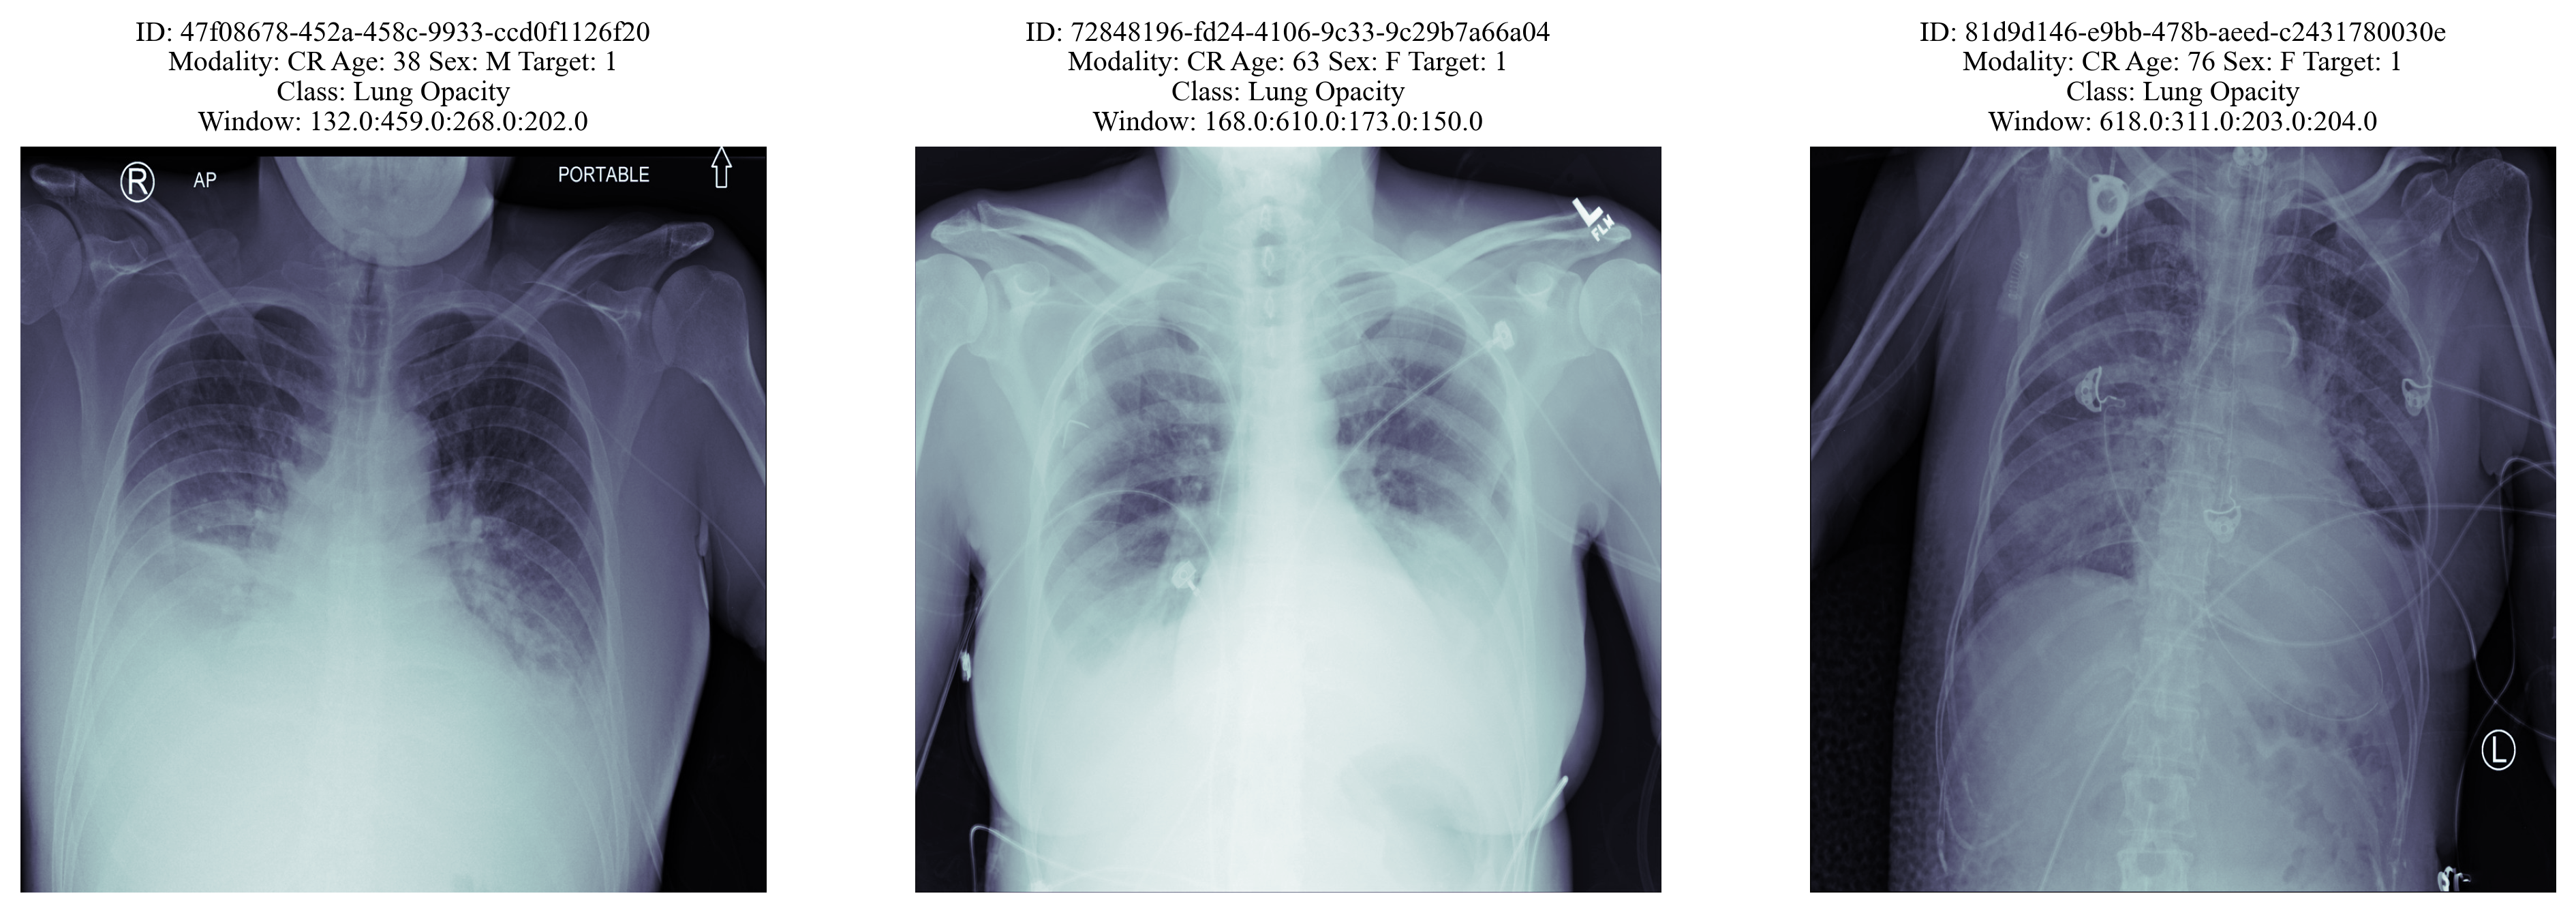 ID: 47f08678-452a-458c-9933-ccd0f1126f20
Modality: CR Age: 38 Sex: M Target: 1
Class: Lung Opacity
Window: 132.0:459.0:268.0:202.0
R AP PORTABLE
ID: 72848196-fd24-4106-9c33-9c29b7a66a04
Modality: CR Age: 63 Sex: F Target: 1
Class: Lung Opacity
Window: 168.0:610.0:173.0:150.0
L
FLM
ID: 81d9d146-e9bb-478b-aeed-c2431780030e
Modality: CR Age: 76 Sex: F Target: 1
Class: Lung Opacity
Window: 618.0:311.0:203.0:204.0
L